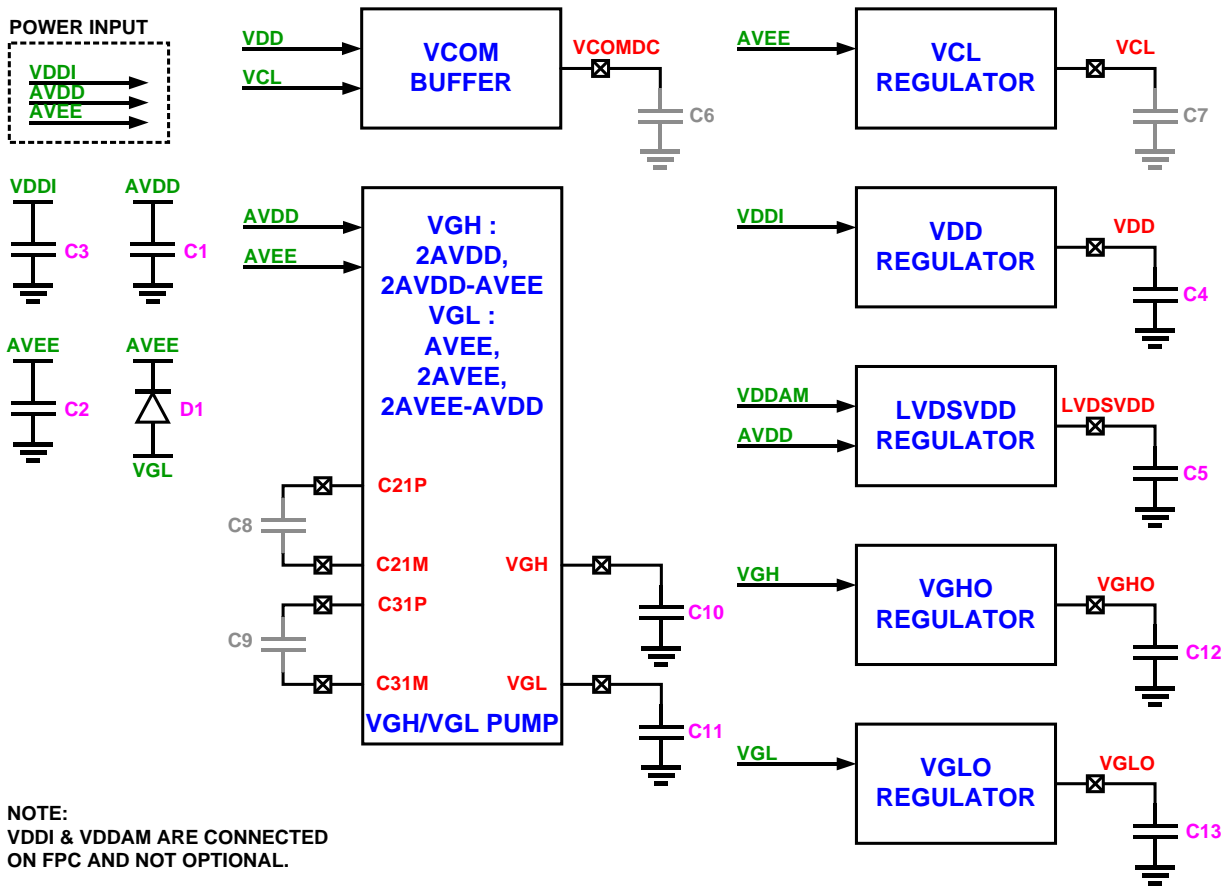 POWER INPUT
VDDI
AVDD
AVEE
VDDI
C3
AVDD
C1
AVEE
C2
AVEE
D1
VGL
VDD
VCL
VCOM
BUFFER
VCOMDC
C6
AVDD
AVEE
VGH :
2AVDD,
2AVDD-AVEE
VGL :
AVEE,
2AVEE,
2AVEE-AVDD
C21P
C8
C21M
C31P
C9
C31M
VGH
C10
VGL
C11
VGH/VGL PUMP
AVEE
VCL
REGULATOR
VCL
C7
VDDI
VDD
REGULATOR
VDD
C4
VDDAM
AVDD
LVDSVDD
REGULATOR
LVDSVDD
C5
VGH
VGHO
REGULATOR
VGHO
C12
VGL
VGLO
REGULATOR
VGLO
C13
NOTE:
VDDI & VDDAM ARE CONNECTED
ON FPC AND NOT OPTIONAL.